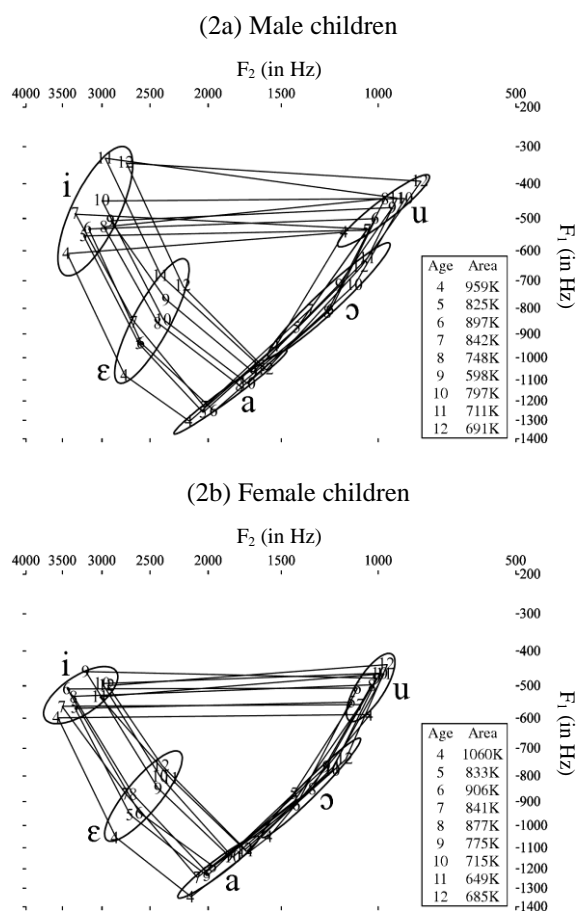 (2a) Male children
F₂ (in Hz)
4000 3500 3000 2500 2000 1500 1000 500
-200
-300
-400
-500
-600
-700
-800
-900
-1000
-1100
-1200
-1300
-1400
F₁ (in Hz)
i
u
ɛ
ɔ
a
Age Area
4 959K
5 825K
6 897K
7 842K
8 748K
9 598K
10 797K
11 711K
12 691K
(2b) Female children
F₂ (in Hz)
4000 3500 3000 2500 2000 1500 1000 500
-200
-300
-400
-500
-600
-700
-800
-900
-1000
-1100
-1200
-1300
-1400
F₁ (in Hz)
i
u
ɛ
ɔ
a
Age Area
4 1060K
5 833K
6 906K
7 841K
8 877K
9 775K
10 715K
11 649K
12 685K